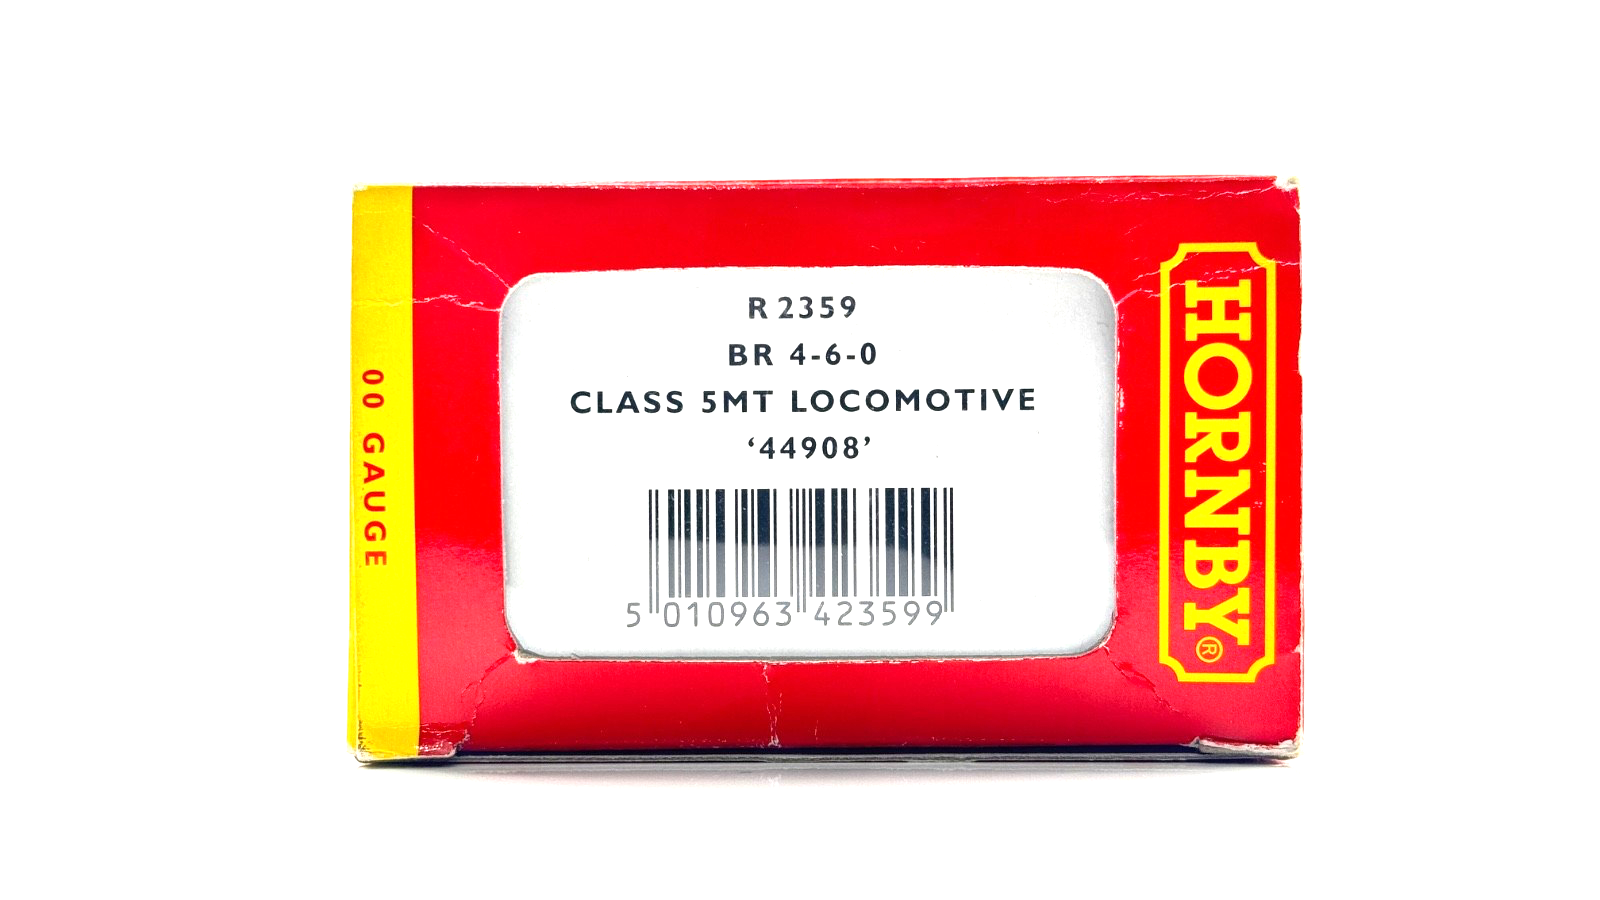 00 GAUGE
R 2359
BR 4-6-0
CLASS 5MT LOCOMOTIVE
‘44908’
5 010963 423599
HORNBY®